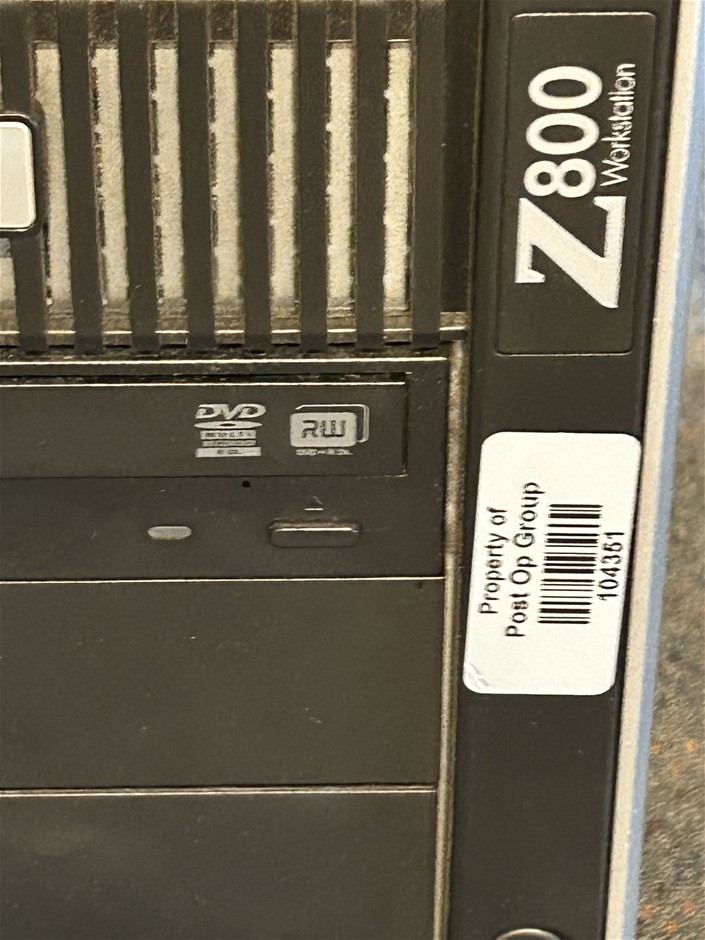 Z800
Workstation
DVD
RW
Property of
Post Op Group
104351